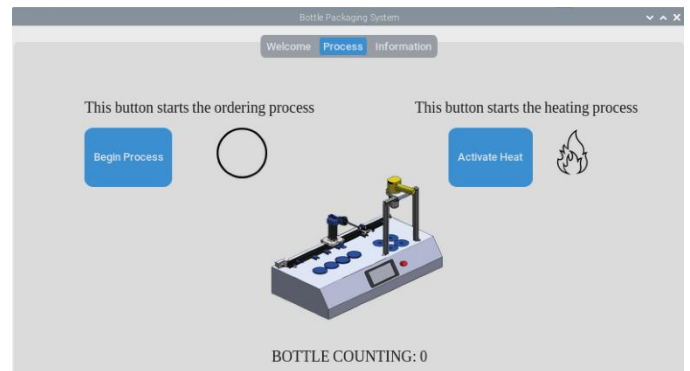 Bottle Packaging System
Welcome Process Information
This button starts the ordering process
This button starts the heating process
Begin Process
Activate Heat
BOTTLE COUNTING: 0